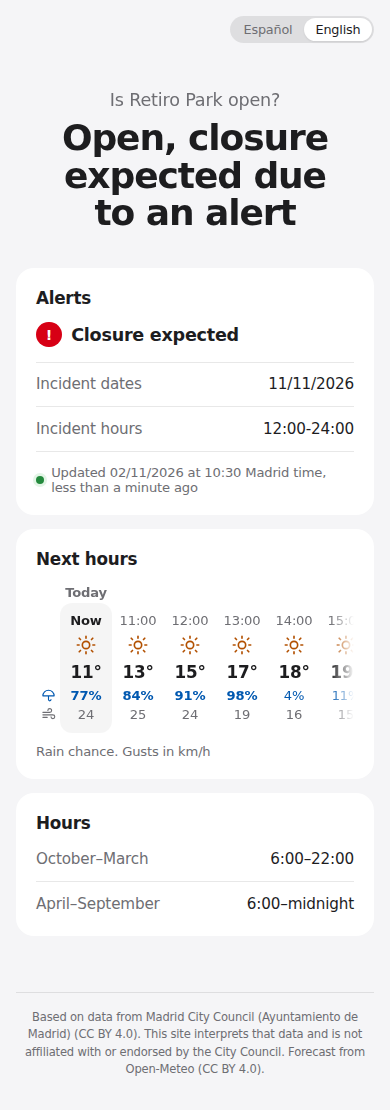 Español English
Is Retiro Park open?
Open, closure
expected due
to an alert
Alerts
! Closure expected
Incident dates 11/11/2026
Incident hours 12:00-24:00
Updated 02/11/2026 at 10:30 Madrid time,
less than a minute ago
Next hours
Today
Now 11:00 12:00 13:00 14:00
11° 13° 15° 17° 18° 19
77% 84% 91% 98% 4%
24 25 24 19 16 15
Rain chance. Gusts in km/h
Hours
October–March 6:00–22:00
April–September 6:00–midnight
Based on data from Madrid City Council (Ayuntamiento de
Madrid) (CC BY 4.0). This site interprets that data and is not
affiliated with or endorsed by the City Council. Forecast from
Open-Meteo (CC BY 4.0).